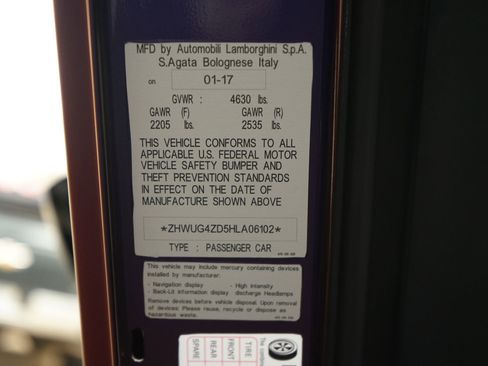 MFD by Automobili Lamborghini S.p.A.
S.Agata Bolognese Italy
on 01-17
GVWR : 4630 lbs.
GAWR (F) GAWR (R)
2205 lbs. 2535 lbs.
THIS VEHICLE CONFORMS TO ALL
APPLICABLE U.S. FEDERAL MOTOR
VEHICLE SAFETY BUMPER AND
THEFT PREVENTION STANDARDS
IN EFFECT ON THE DATE OF
MANUFACTURE SHOWN ABOVE
*ZHWUG4ZD5HLA06102*
TYPE : PASSENGER CAR
This vehicle may include mercury containing devices
installed by manufacturer:
- Navigation display - High Intensity
- Back-Lit information display discharge Headlamps
Remove devices before vehicle disposal. Upon removal
of devices: Please reuse, recycle or dispose as
hazardous waste.
The combined
TIRE
FRONT
REAR
SPARE